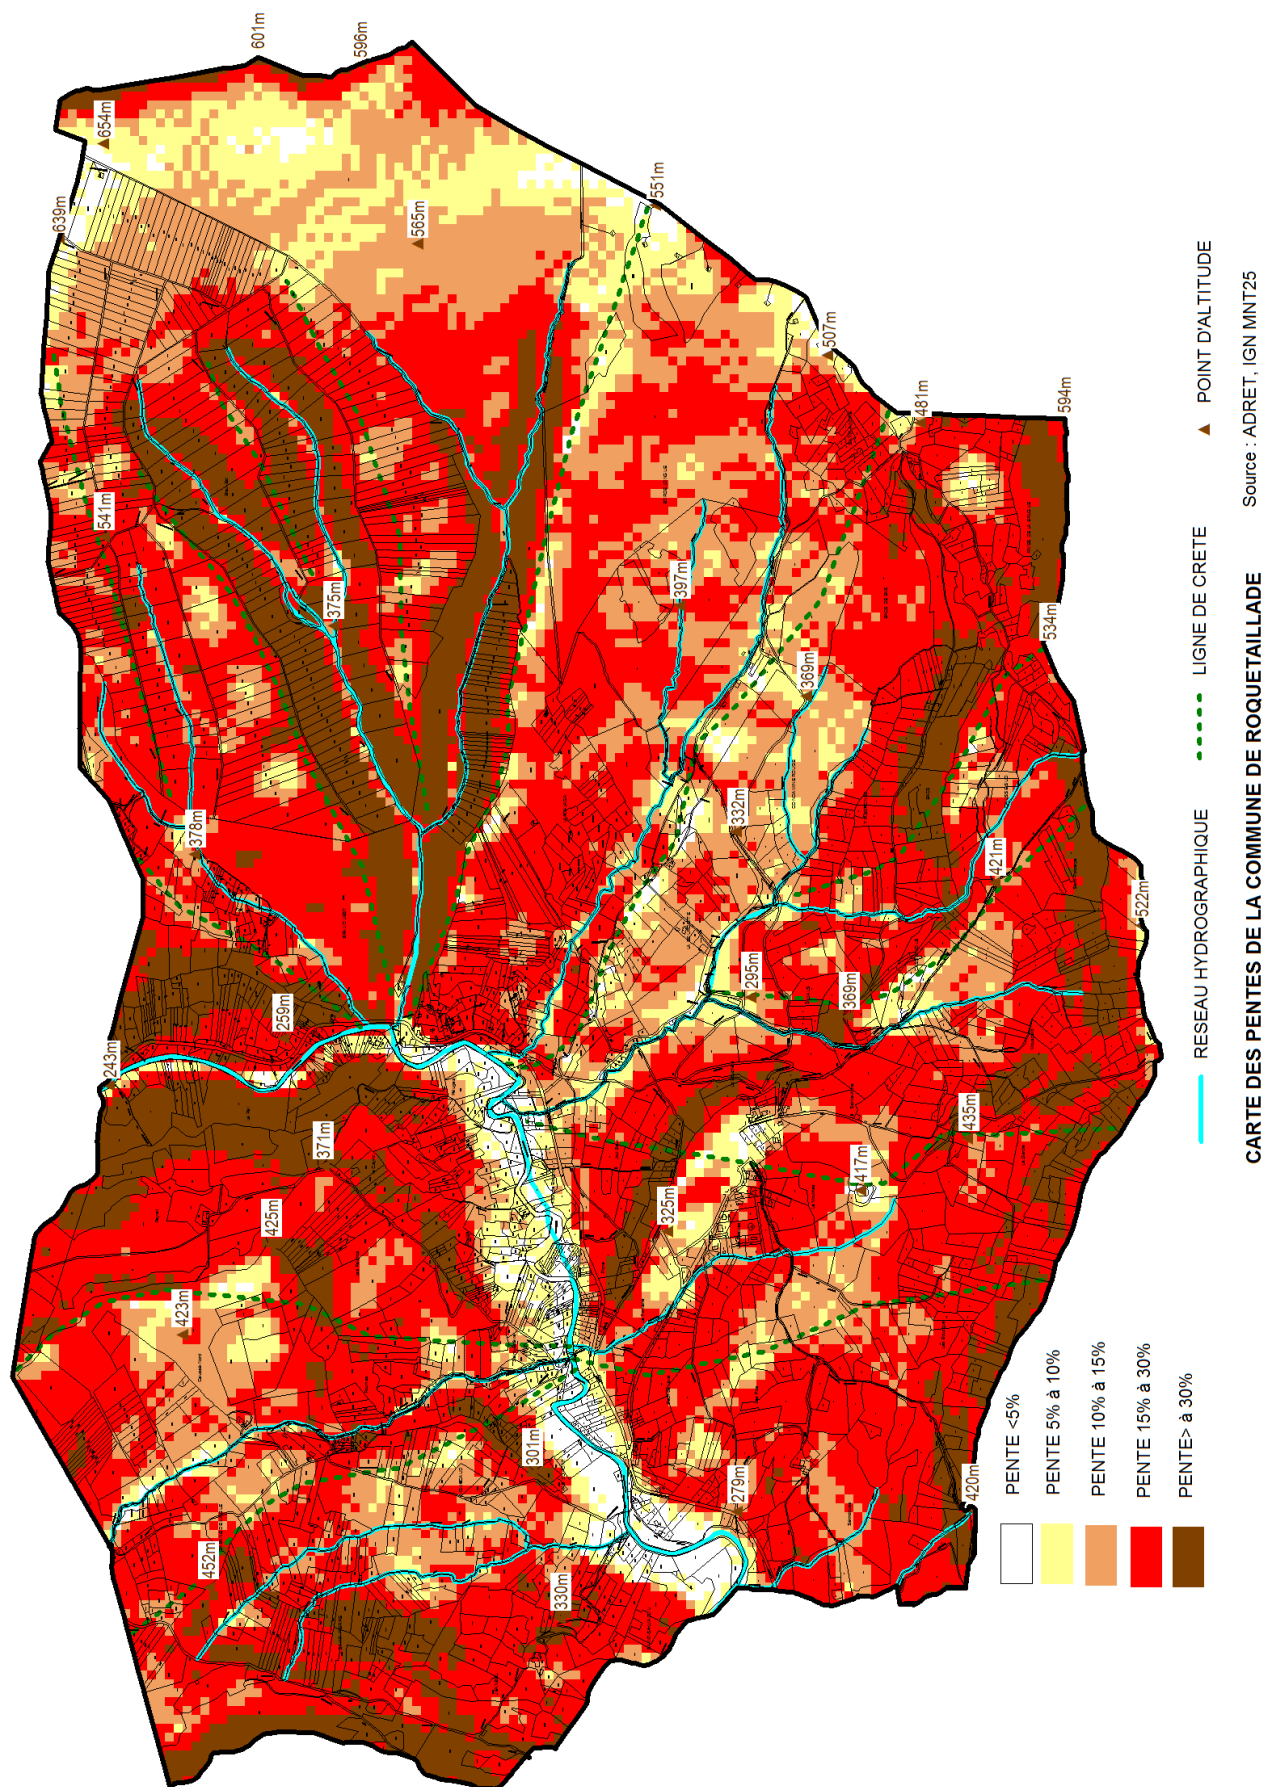 601m
596m
654m
639m
565m
551m
507m
481m
594m
541m
375m
397m
378m
369m
534m
332m
421m
522m
259m
295m
369m
243m
371m
435m
325m
417m
425m
423m
301m
279m
420m
452m
330m
PENTE <5%
PENTE 5% à 10%
PENTE 10% à 15%
PENTE 15% à 30%
PENTE> à 30%
RESEAU HYDROGRAPHIQUE
LIGNE DE CRETE
POINT D'ALTITUDE
CARTE DES PENTES DE LA COMMUNE DE ROQUETAILLADE
Source : ADRET, IGN MNT25